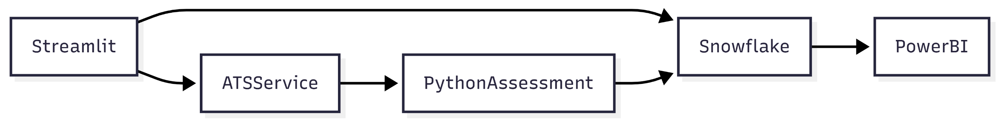 Streamlit
ATSService
PythonAssessment
Snowflake
PowerBI